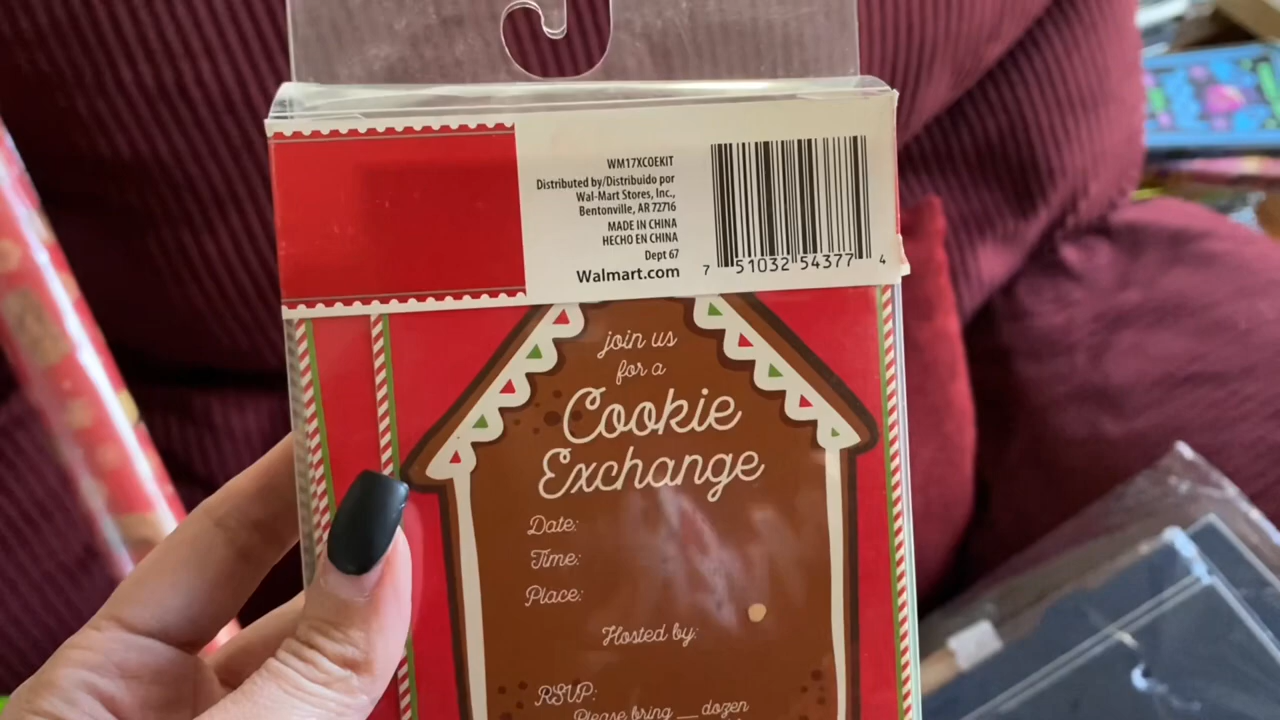 WM17XCOEKIT
Distributed by/Distribuido por
Wal-Mart Stores, Inc.,
Bentonville, AR 72716
MADE IN CHINA
HECHO EN CHINA
Dept 67
Walmart.com
7 51032 54377 4
join us
for a
Cookie
Exchange
Date:
Time:
Place:
Hosted by:
RSVP:
Please bring __ dozen